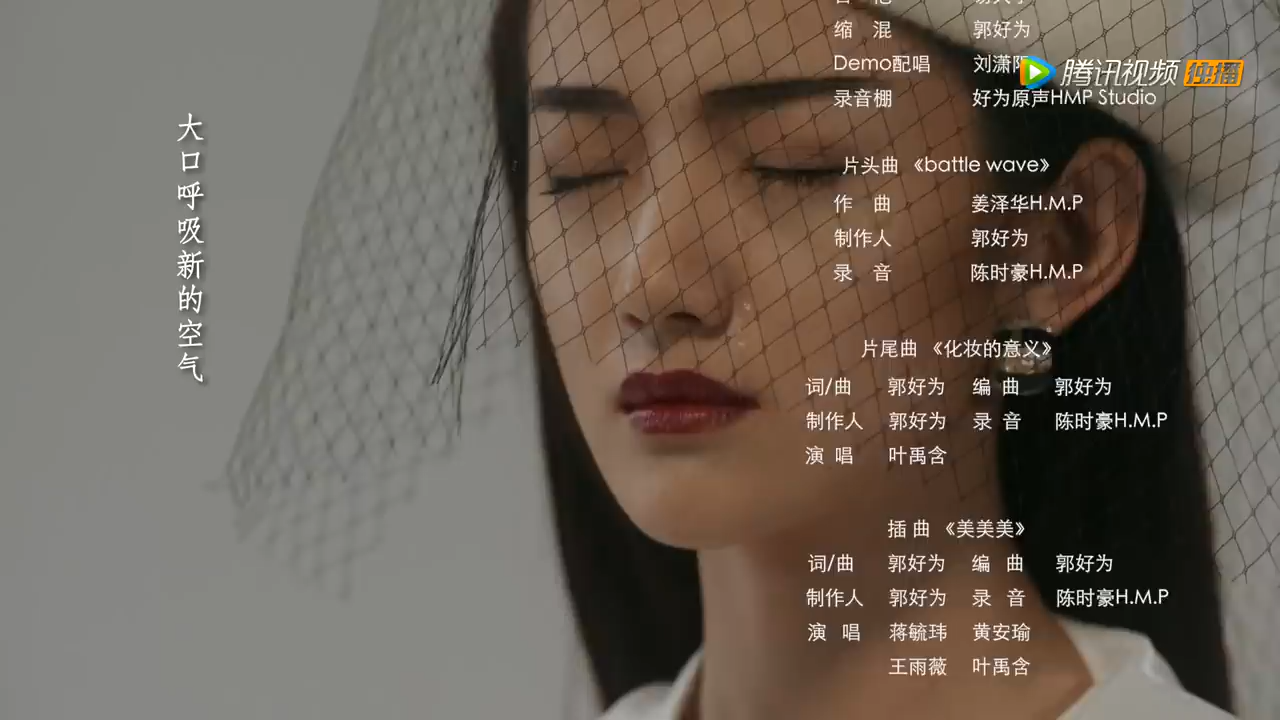 大口呼吸新的空气
缩 混 郭好为
Demo配唱 刘潇
腾讯视频 独播
录音棚 好为原声HMP Studio
片头曲 《battle wave》
作 曲 姜泽华H.M.P
制作人 郭好为
录 音 陈时豪H.M.P
片尾曲 《化妆的意义》
词/曲 郭好为 编 曲 郭好为
制作人 郭好为 录 音 陈时豪H.M.P
演 唱 叶禹含
插 曲 《美美美》
词/曲 郭好为 编 曲 郭好为
制作人 郭好为 录 音 陈时豪H.M.P
演 唱 蒋毓玮 黄安瑜
王雨薇 叶禹含